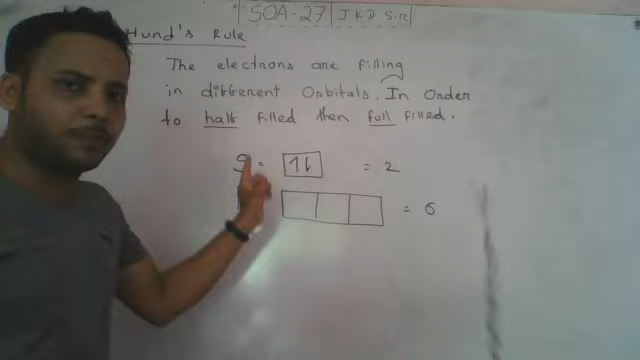 SOA-27 | JKD Sir
Hund's Rule
The electrons are filling
in different Orbitals. In Order
to half filled then full filled.
S = 1⇂ = 2
= 6